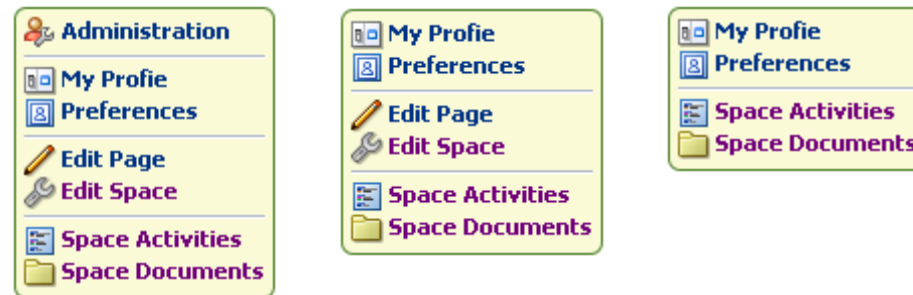 Administration
My Profie
Preferences
Edit Page
Edit Space
Space Activities
Space Documents
My Profie
Preferences
Edit Page
Edit Space
Space Activities
Space Documents
My Profie
Preferences
Space Activities
Space Documents